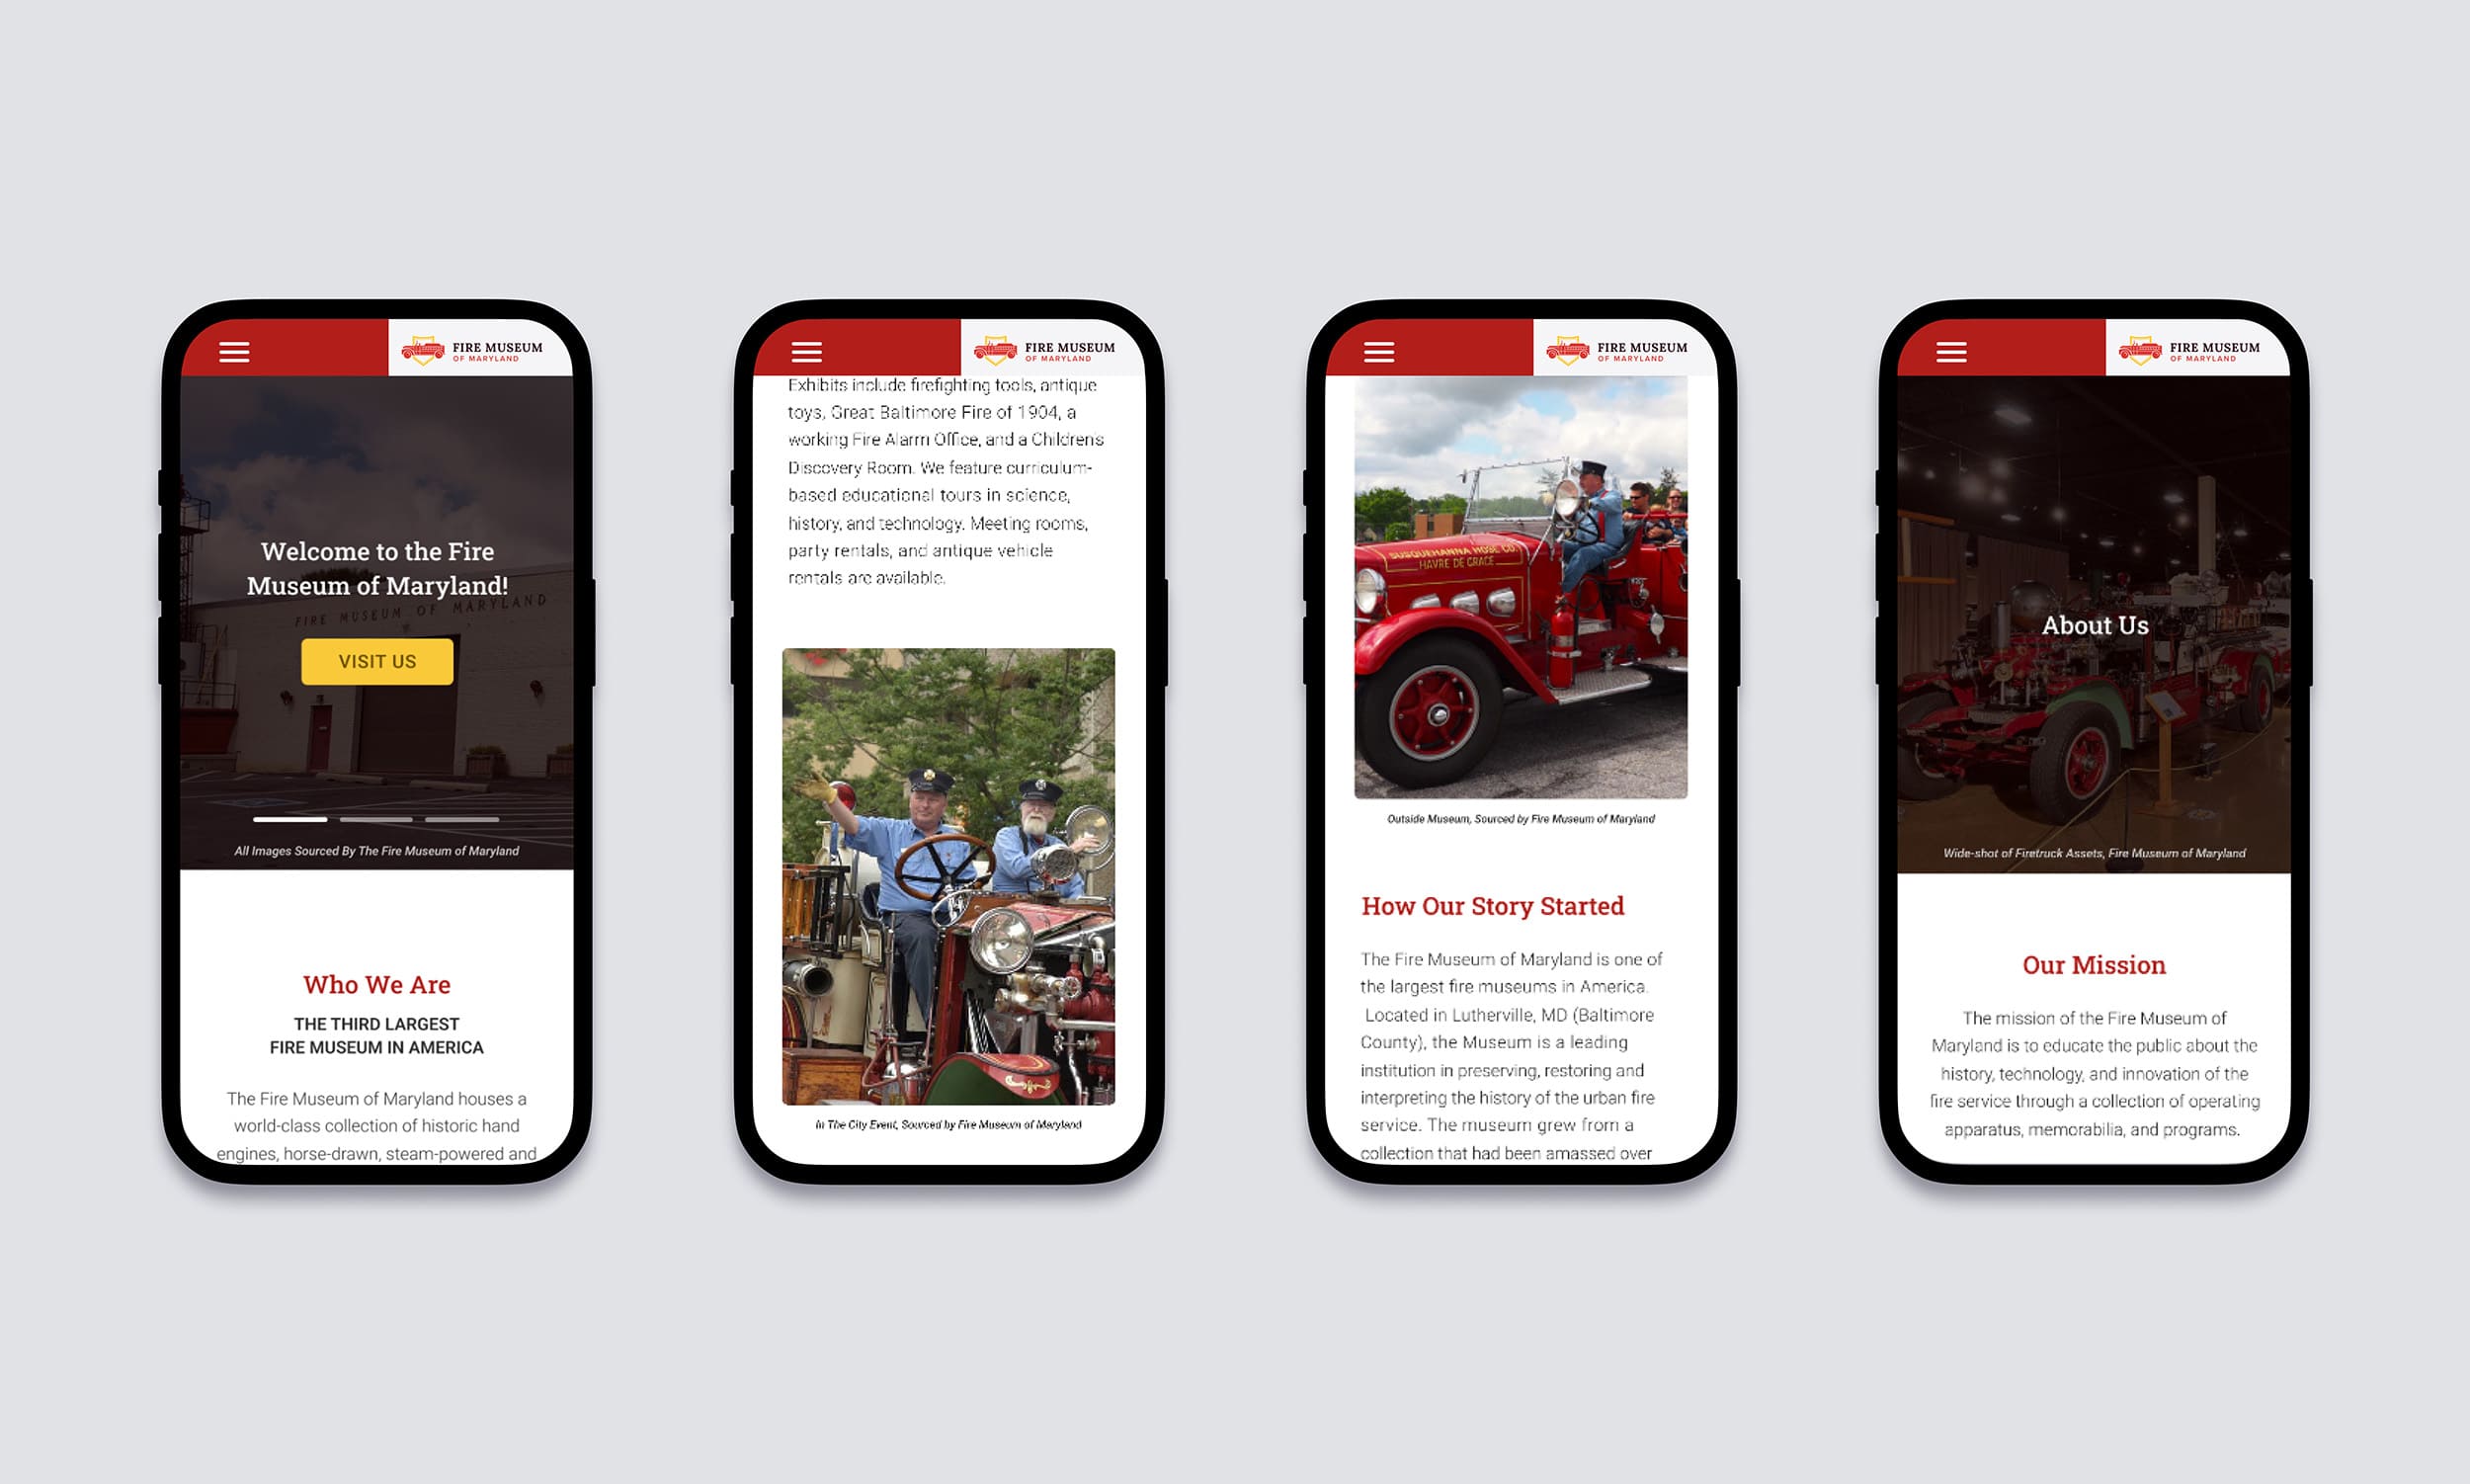 FIRE MUSEUM
OF MARYLAND
Welcome to the Fire
Museum of Maryland!
FIRE MUSEUM OF MARYLAND
VISIT US
All Images Sourced By The Fire Museum of Maryland
Who We Are
THE THIRD LARGEST
FIRE MUSEUM IN AMERICA
The Fire Museum of Maryland houses a
world-class collection of historic hand
engines, horse-drawn, steam-powered and
FIRE MUSEUM
OF MARYLAND
Exhibits include firefighting tools, antique
toys, Great Baltimore Fire of 1904, a
working Fire Alarm Office, and a Children's
Discovery Room. We feature curriculum-
based educational tours in science,
history, and technology. Meeting rooms,
party rentals, and antique vehicle
rentals are available.
In The City Event, Sourced by Fire Museum of Maryland
FIRE MUSEUM
OF MARYLAND
SUSQUEHANNA HOSE CO.
HAVRE DE GRACE
Outside Museum, Sourced by Fire Museum of Maryland
How Our Story Started
The Fire Museum of Maryland is one of
the largest fire museums in America.
Located in Lutherville, MD (Baltimore
County), the Museum is a leading
institution in preserving, restoring and
interpreting the history of the urban fire
service. The museum grew from a
collection that had been amassed over
FIRE MUSEUM
OF MARYLAND
About Us
Wide-shot of Firetruck Assets, Fire Museum of Maryland
Our Mission
The mission of the Fire Museum of
Maryland is to educate the public about the
history, technology, and innovation of the
fire service through a collection of operating
apparatus, memorabilia, and programs.